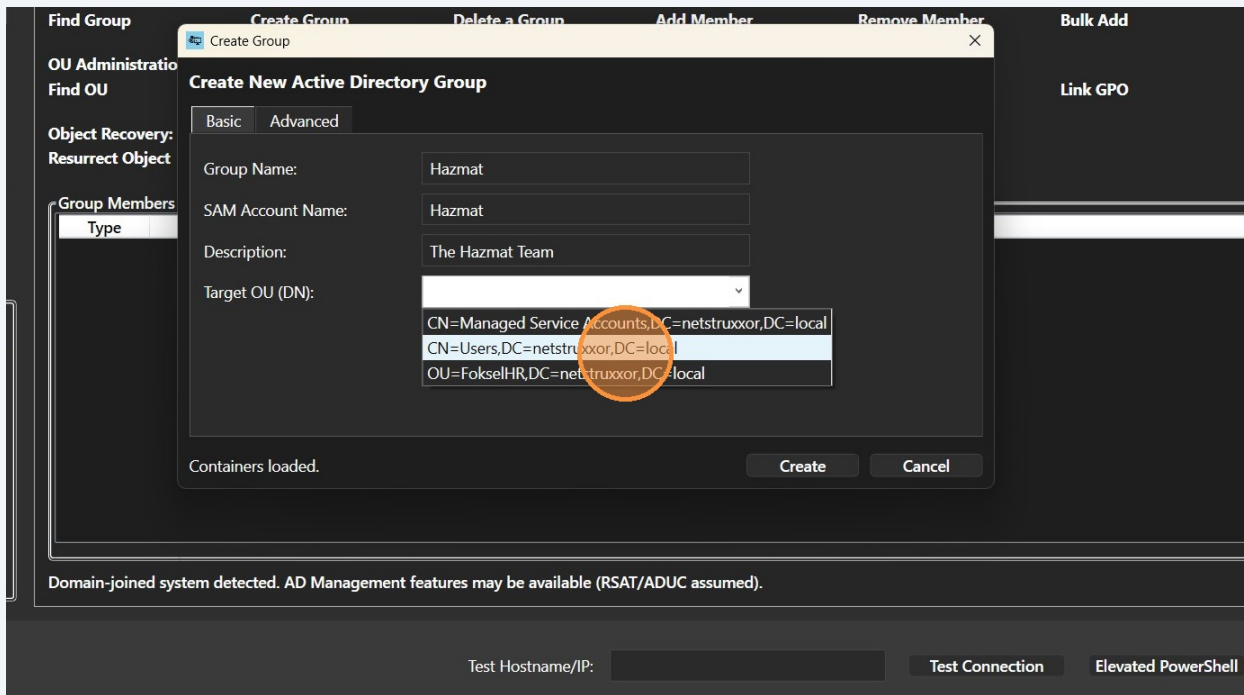 Find Group Create Group Delete a Group Add Member Remove Member Bulk Add
Create Group
OU Administratio
Find OU Link GPO
Create New Active Directory Group
Basic Advanced
Object Recovery:
Resurrect Object
Group Name: Hazmat
Group Members
SAM Account Name: Hazmat
Type
Description: The Hazmat Team
Target OU (DN):
CN=Managed Service Accounts,DC=netstruxxor,DC=local
CN=Users,DC=netstruxxor,DC=local
OU=FokselHR,DC=netstruxxor,DC=local
Containers loaded. Create Cancel
Domain-joined system detected. AD Management features may be available (RSAT/ADUC assumed).
Test Hostname/IP: Test Connection Elevated PowerShell